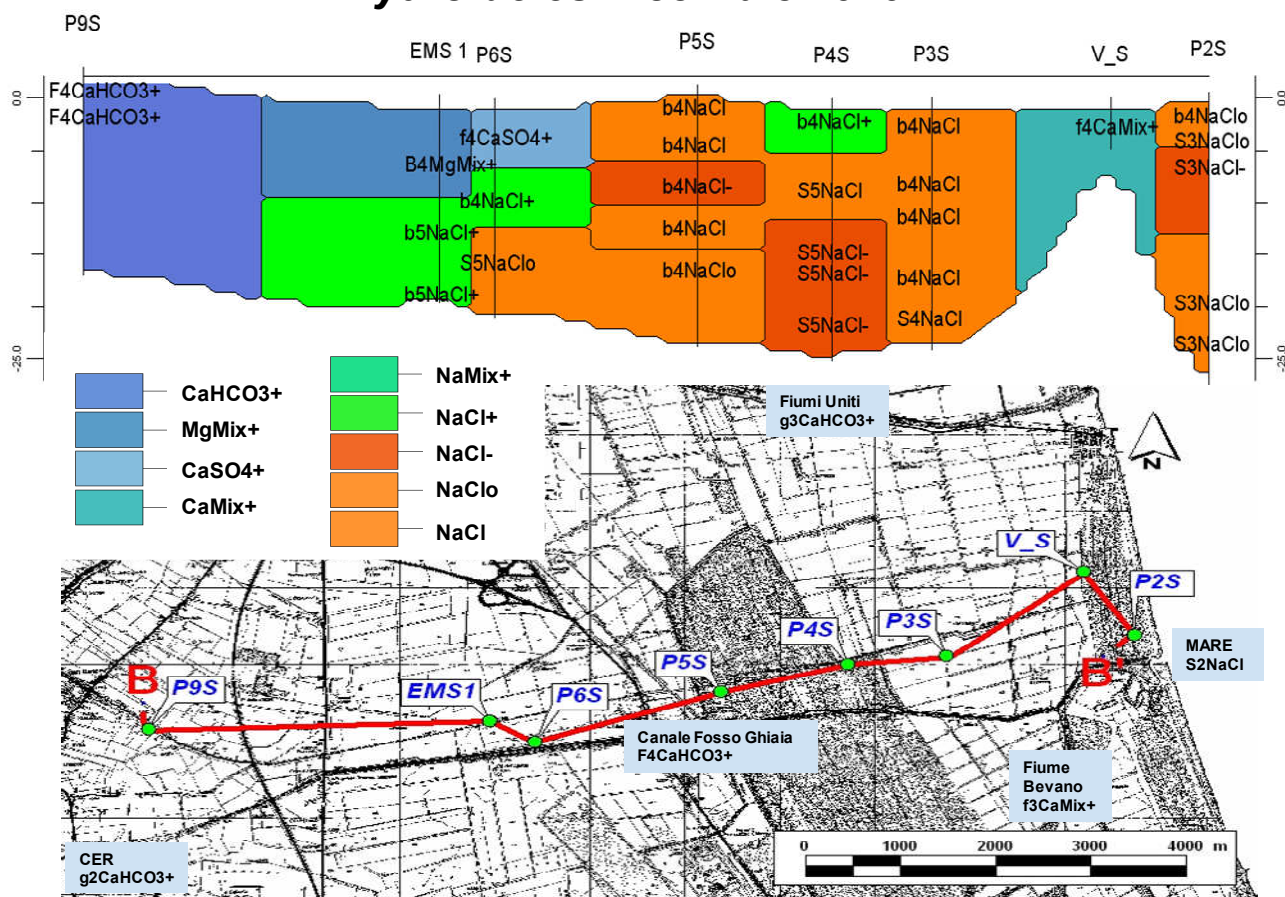 P9S
EMS 1
P6S
P5S
P4S
P3S
V_S
P2S
0.0
0.0
-25.0
-25.0
F4CaHCO3+
F4CaHCO3+
B4MgMix+
b5NaCl+
b5NaCl+
f4CaSO4+
b4NaCl+
S5NaClo
b4NaCl
b4NaCl
b4NaCl-
b4NaCl
b4NaClo
b4NaCl+
S5NaCl
S5NaCl-
S5NaCl-
S5NaCl-
b4NaCl
b4NaCl
b4NaCl
b4NaCl
S4NaCl
f4CaMix+
b4NaClo
S3NaClo
S3NaCl-
S3NaClo
S3NaClo
CaHCO3+
MgMix+
CaSO4+
CaMix+
NaMix+
NaCl+
NaCl-
NaClo
NaCl
Fiumi Uniti
g3CaHCO3+
N
V_S
P2S
P3S
P4S
P5S
P6S
EMS1
P9S
B
B'
MARE
S2NaCl
Canale Fosso Ghiaia
F4CaHCO3+
Fiume
Bevano
f3CaMix+
CER
g2CaHCO3+
0 1000 2000 3000 4000 m